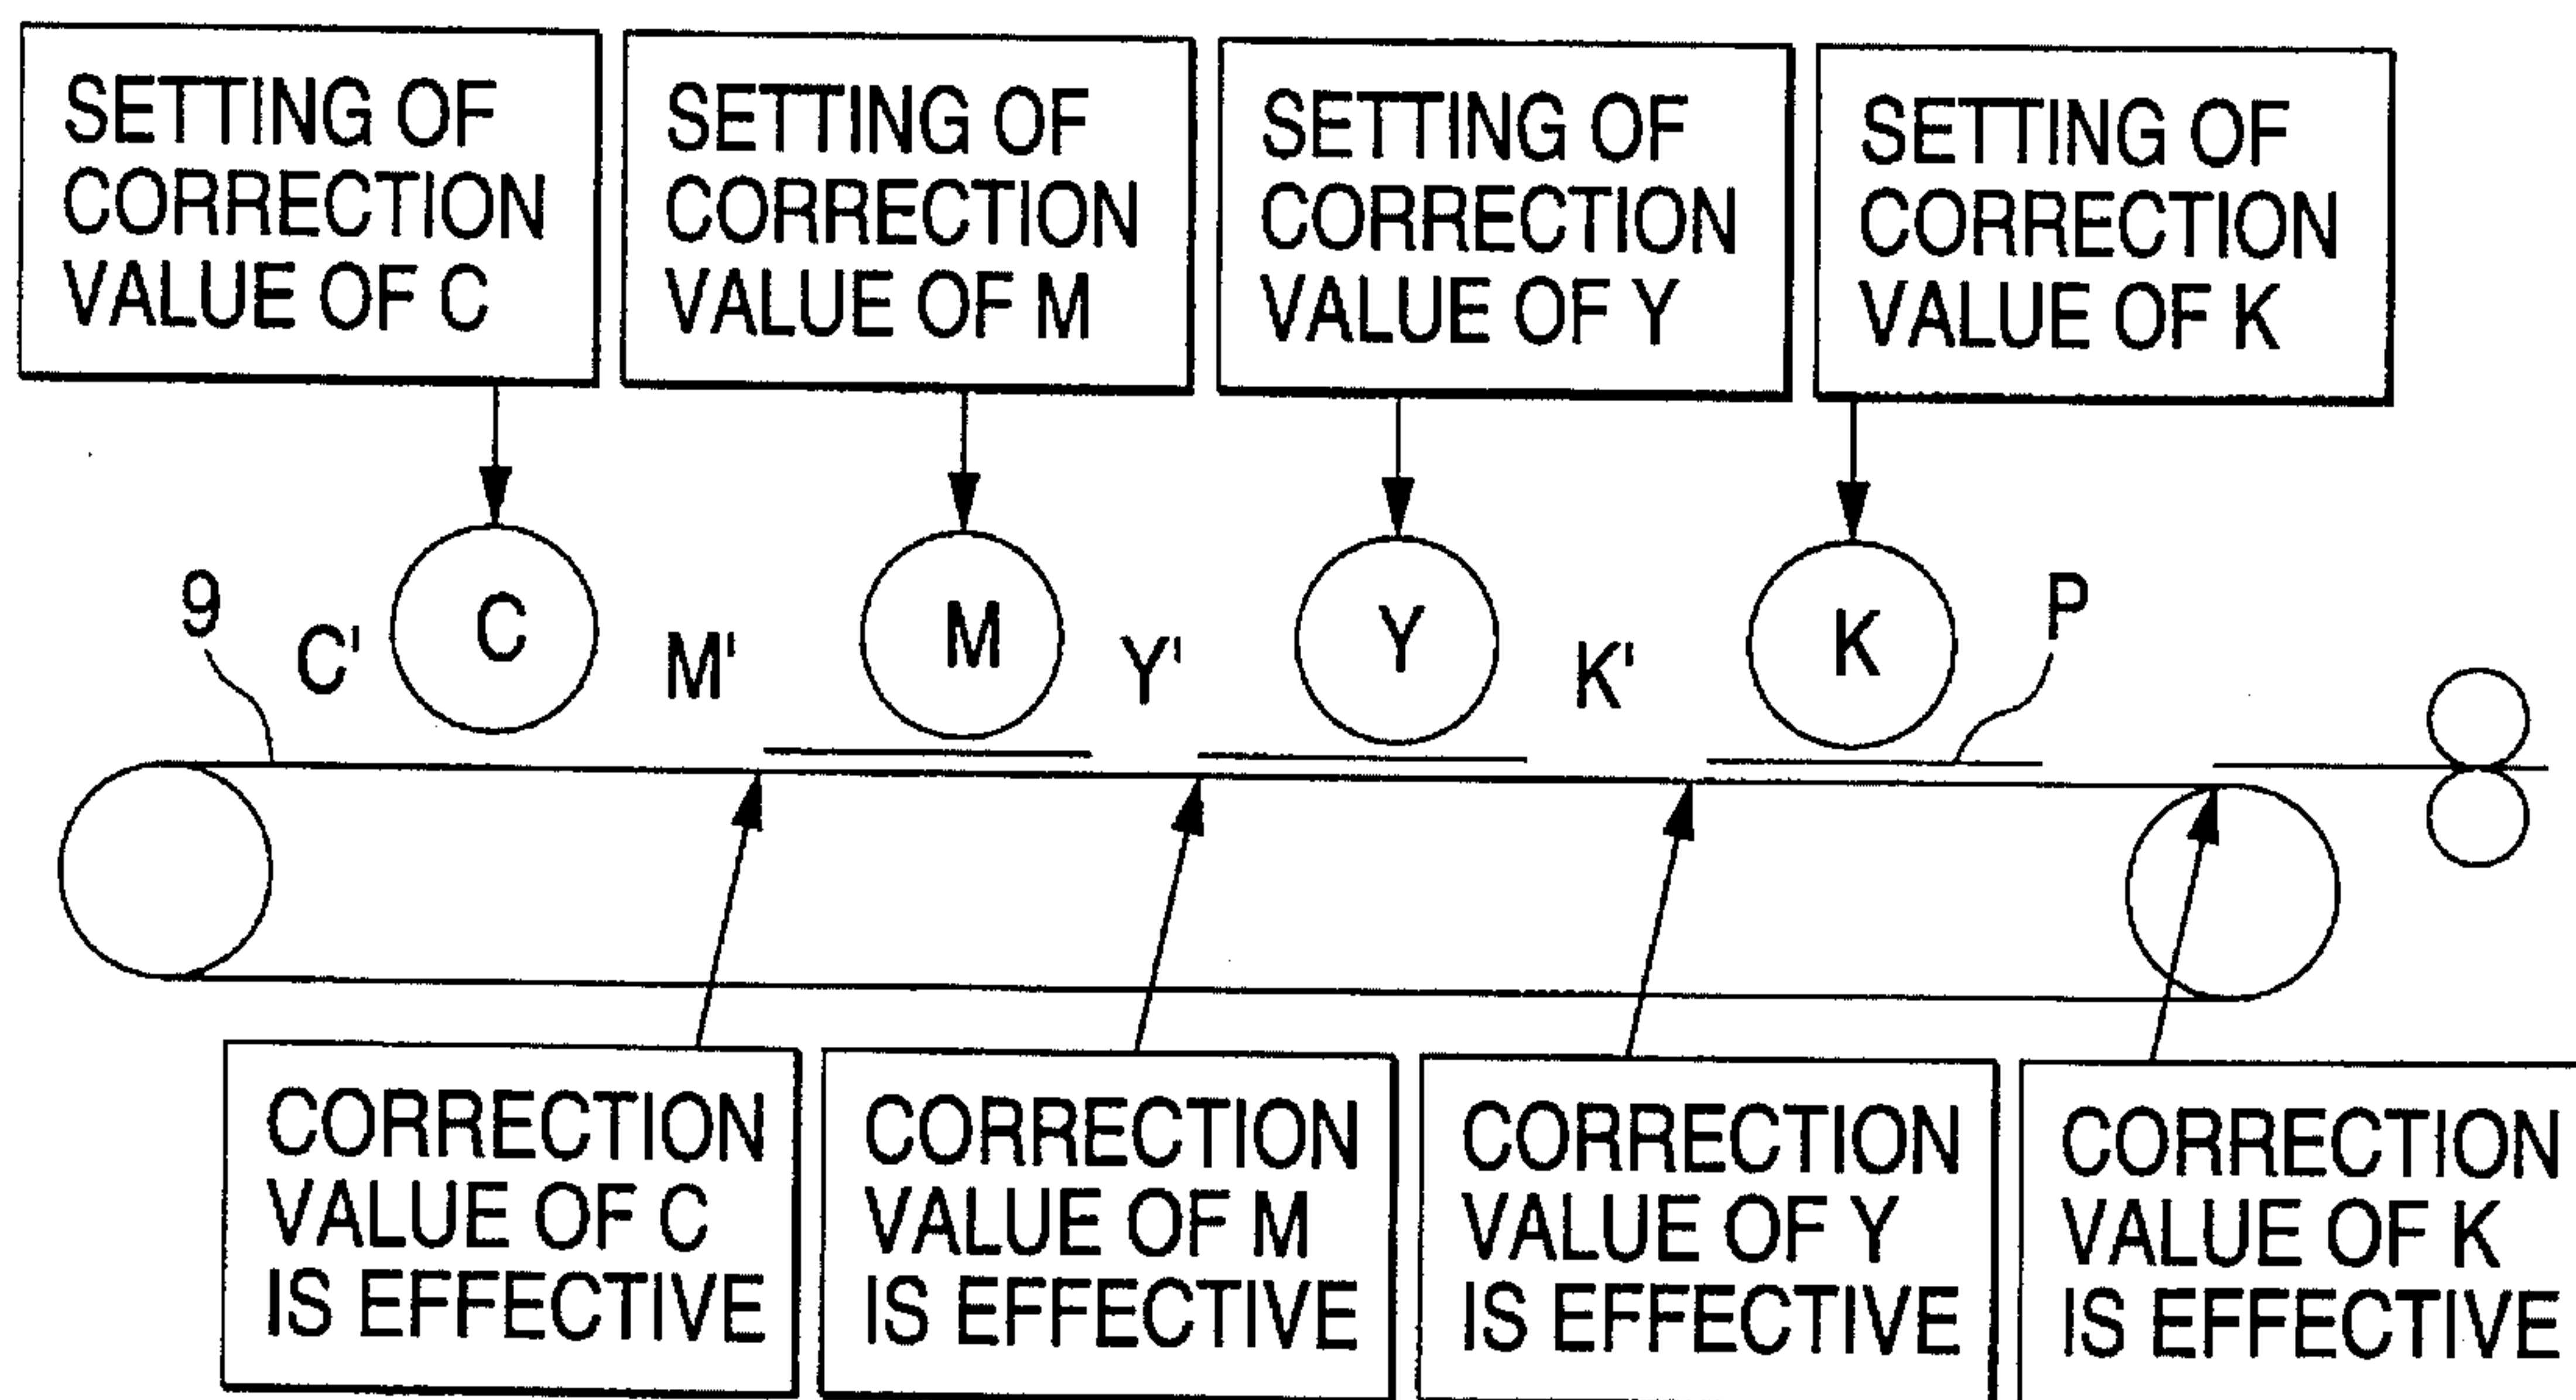 SETTING OF
CORRECTION
VALUE OF C
SETTING OF
CORRECTION
VALUE OF M
SETTING OF
CORRECTION
VALUE OF Y
SETTING OF
CORRECTION
VALUE OF K
9
C'
C
M'
M
Y'
Y
K'
K
P
CORRECTION
VALUE OF C
IS EFFECTIVE
CORRECTION
VALUE OF M
IS EFFECTIVE
CORRECTION
VALUE OF Y
IS EFFECTIVE
CORRECTION
VALUE OF K
IS EFFECTIVE